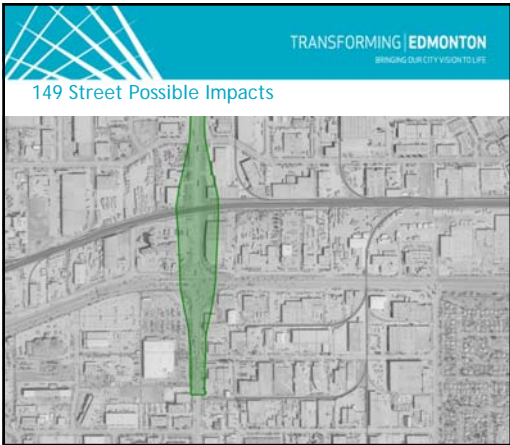 TRANSFORMING | EDMONTON
BRINGING OUR CITY VISION TO LIFE
149 Street Possible Impacts